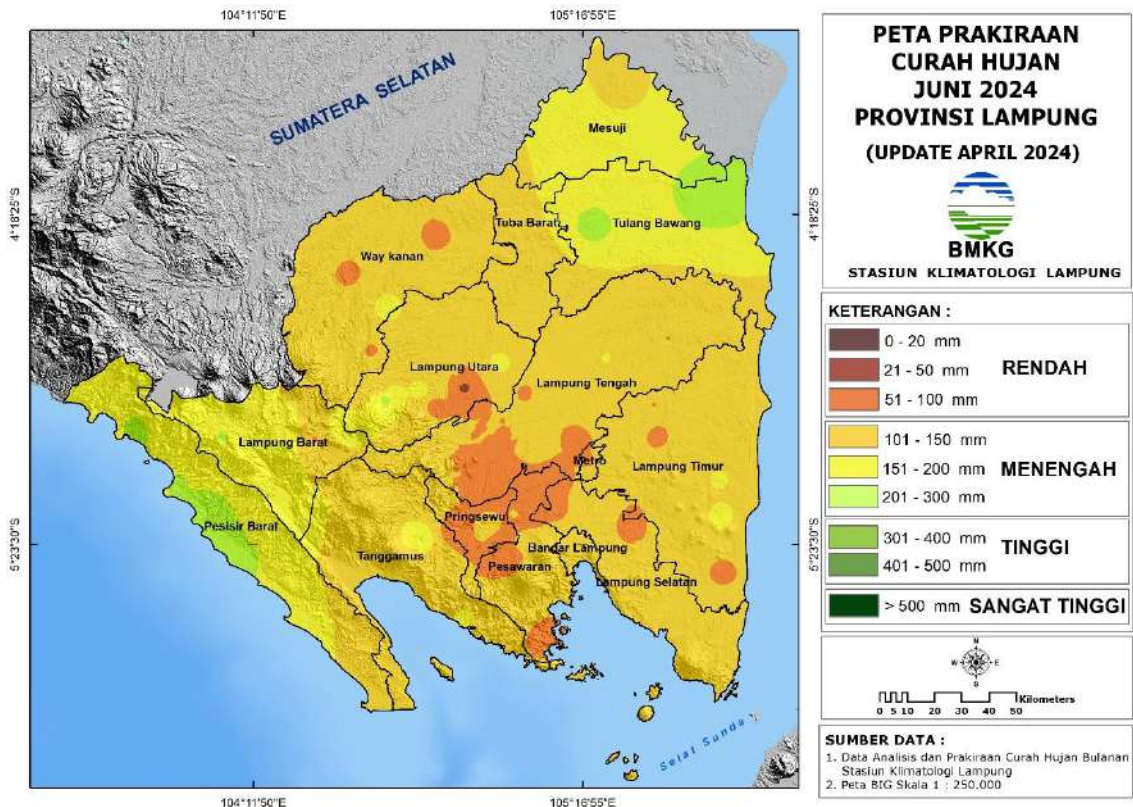 104°11'50"E
105°16'55"E
4°18'25"S
5°23'30"S
SUMATERA SELATAN
Mesuji
Tuba Barat
Tulang Bawang
Way kanan
Lampung Utara
Lampung Tengah
Lampung Barat
Metro
Lampung Timur
Pesisir Barat
Pringsewu
Tanggamus
Bandar Lampung
Pesawaran
Lampung Selatan
Selat Sunda
4°18'25"S
5°23'30"S
104°11'50"E
105°16'55"E
PETA PRAKIRAAN
CURAH HUJAN
JUNI 2024
PROVINSI LAMPUNG
(UPDATE APRIL 2024)
BMKG
STASIUN KLIMATOLOGI LAMPUNG
KETERANGAN :
0 - 20 mm
21 - 50 mm
51 - 100 mm
RENDAH
101 - 150 mm
151 - 200 mm
201 - 300 mm
MENENGAH
301 - 400 mm
401 - 500 mm
TINGGI
> 500 mm SANGAT TINGGI
N
W E
S
Kilometers
0 5 10 20 30 40 50
SUMBER DATA :
1. Data Analisis dan Prakiraan Curah Hujan Bulanan
Stasiun Klimatologi Lampung
2. Peta BIG Skala 1 : 250.000